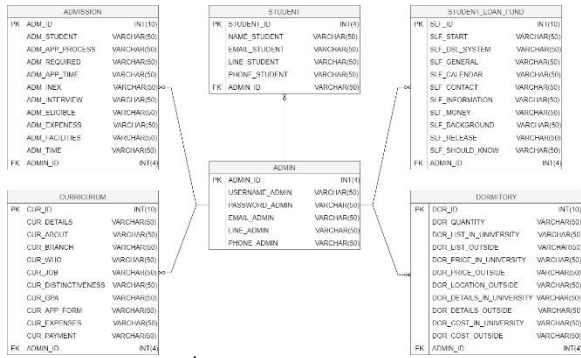 ADMISSION
PK ADM_ID INT(10)
ADM_STUDENT VARCHAR(50)
ADM_APP_PROCESS VARCHAR(50)
ADM_REQUIRED VARCHAR(50)
ADM_APP_TIME VARCHAR(50)
ADM_INEX VARCHAR(50)
ADM_INTERVIEW VARCHAR(50)
ADM_ELICIBLE VARCHAR(50)
ADM_EXPENESS VARCHAR(50)
ADM_FACILITIES VARCHAR(50)
ADM_TIME VARCHAR(50)
FK ADMIN_ID INT(4)
STUDENT
PK STUDENT_ID INT(4)
NAME_STUDENT VARCHAR(50)
EMAIL_STUDENT VARCHAR(50)
LINE_STUDENT VARCHAR(50)
PHONE_STUDENT VARCHAR(50)
FK ADMIN_ID INT(4)
STUDENT_LOAN_FUND
PK SLF_ID INT(10)
SLF_START VARCHAR(50)
SLF_DSL_SYSTEM VARCHAR(50)
SLF_GENERAL VARCHAR(50)
SLF_CALENDAR VARCHAR(50)
SLF_CONTACT VARCHAR(50)
SLF_INFORMATION VARCHAR(50)
SLF_MONEY VARCHAR(50)
SLF_BACKGROUND VARCHAR(50)
SLF_RELEASE VARCHAR(50)
SLF_SHOULD_KNOW VARCHAR(50)
FK ADMIN_ID INT(4)
ADMIN
PK ADMIN_ID INT(4)
USERNAME_ADMIN VARCHAR(50)
PASSWORD_ADMIN VARCHAR(50)
EMAIL_ADMIN VARCHAR(50)
LINE_ADMIN VARCHAR(50)
PHONE_ADMIN VARCHAR(50)
CURRICURUM
PK CUR_ID INT(10)
CUR_DETAILS VARCHAR(50)
CUR_ABOUT VARCHAR(50)
CUR_BRANCH VARCHAR(50)
CUR_WHO VARCHAR(50)
CUR_JOB VARCHAR(50)
CUR_DISTINCTIVENESS VARCHAR(50)
CUR_GPA VARCHAR(50)
CUR_APP_FORM VARCHAR(50)
CUR_EXPENSES VARCHAR(50)
CUR_PAYMENT VARCHAR(50)
FK ADMIN_ID INT(4)
DORMITORY
PK DOR_ID INT(10)
DOR_QUANTITY VARCHAR(50)
DOR_LIST_IN_UNIVERSITY VARCHAR(50)
DOR_LIST_OUTSIDE VARCHAR(50)
DOR_PRICE_IN_UNIVERSITY VARCHAR(50)
DOR_PRICE_OUTSIDE VARCHAR(50)
DOR_LOCATION_OUTSIDE VARCHAR(50)
DOR_DETAILS_IN_UNIVERSITY VARCHAR(50)
DOR_DETAILS_OUTSIDE VARCHAR(50)
DOR_COST_IN_UNIVERSITY VARCHAR(50)
DOR_COST_OUTSIDE VARCHAR(50)
FK ADMIN_ID INT(4)